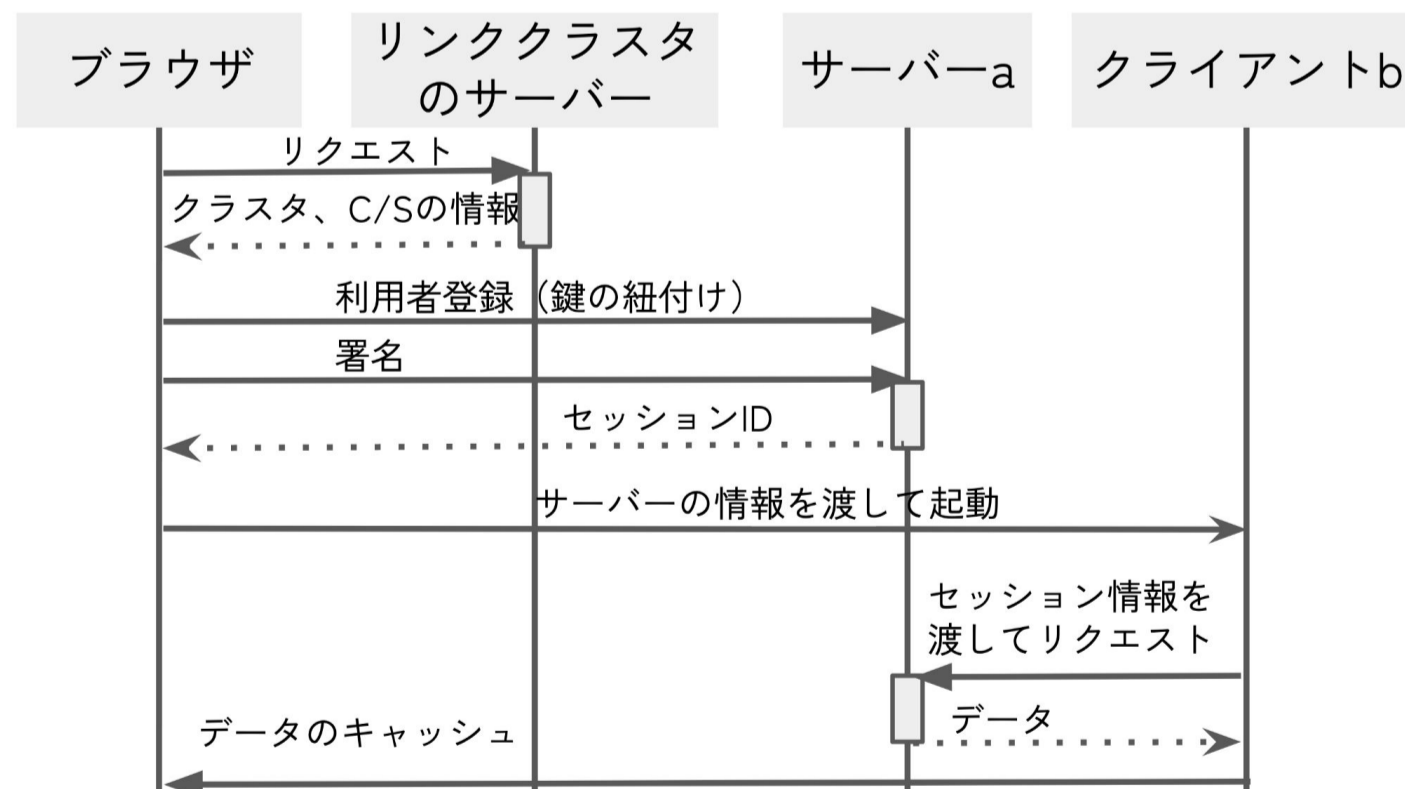 ブラウザ
リンククラスタ
のサーバー
サーバーa
クライアントb
リクエスト
クラスタ、C/Sの情報
利用者登録（鍵の紐付け）
署名
セッションID
サーバーの情報を渡して起動
セッション情報を
渡してリクエスト
データ
データのキャッシュ